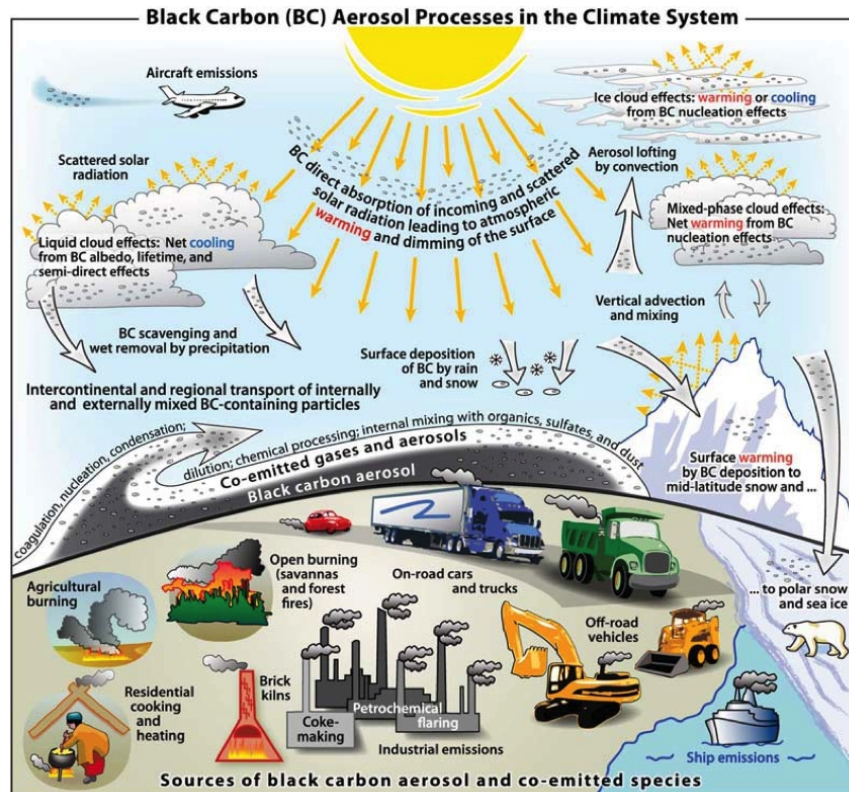 Black Carbon (BC) Aerosol Processes in the Climate System
Aircraft emissions
Ice cloud effects: warming or cooling
from BC nucleation effects
Scattered solar
radiation
BC direct absorption of incoming and scattered
solar radiation leading to atmospheric
warming and dimming of the surface
Aerosol lofting
by convection
Liquid cloud effects: Net cooling
from BC albedo, lifetime, and
semi-direct effects
Mixed-phase cloud effects:
Net warming from BC
nucleation effects
Vertical advection
and mixing
BC scavenging and
wet removal by precipitation
Surface deposition
of BC by rain
and snow
Intercontinental and regional transport of internally
and externally mixed BC-containing particles
coagulation, nucleation, condensation;
dilution; chemical processing; internal mixing with organics, sulfates, and dust
Co-emitted gases and aerosols
Black carbon aerosol
Surface warming
by BC deposition to
mid-latitude snow and ...
... to polar snow
and sea ice
Agricultural
burning
Open burning
(savannas
and forest
fires)
On-road cars
and trucks
Off-road
vehicles
Residential
cooking
and
heating
Brick
kilns
Coke-
making
Petrochemical
flaring
Industrial emissions
Ship emissions
Sources of black carbon aerosol and co-emitted species